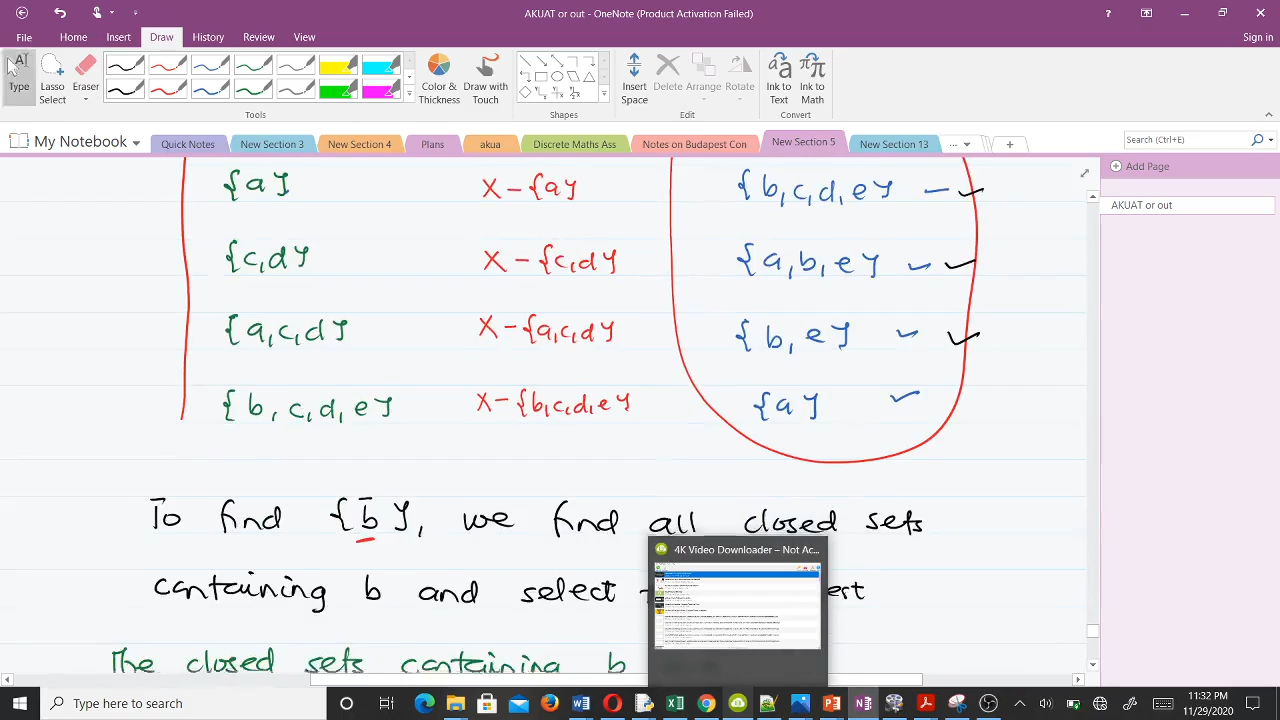 AKUAT or out - OneNote (Product Activation Failed)
? Sign in
File Home Insert Draw History Review View
Type Lasso Select Eraser Color & Thickness Draw with Touch Insert Space Delete Arrange Rotate Ink to Text Ink to Math
Tools Shapes Edit Convert
My Notebook Quick Notes New Section 3 New Section 4 Plans akua Discrete Maths Ass Notes on Budapest Con New Section 5 New Section 13 ... + Search (Ctrl+E)
Add Page
AKUAT or out
{a} X - {a} {b, c, d, e}
{c, d} X - {c, d} {a, b, e}
{a, c, d} X - {a, c, d} {b, e}
{b, c, d, e} X - {b, c, d, e} {a}
To find {b̄}, we find all closed sets
4K Video Downloader – Not Ac...
containing b and select
The closed sets containing b
Type here to search
11:32 PM
11/29/2020